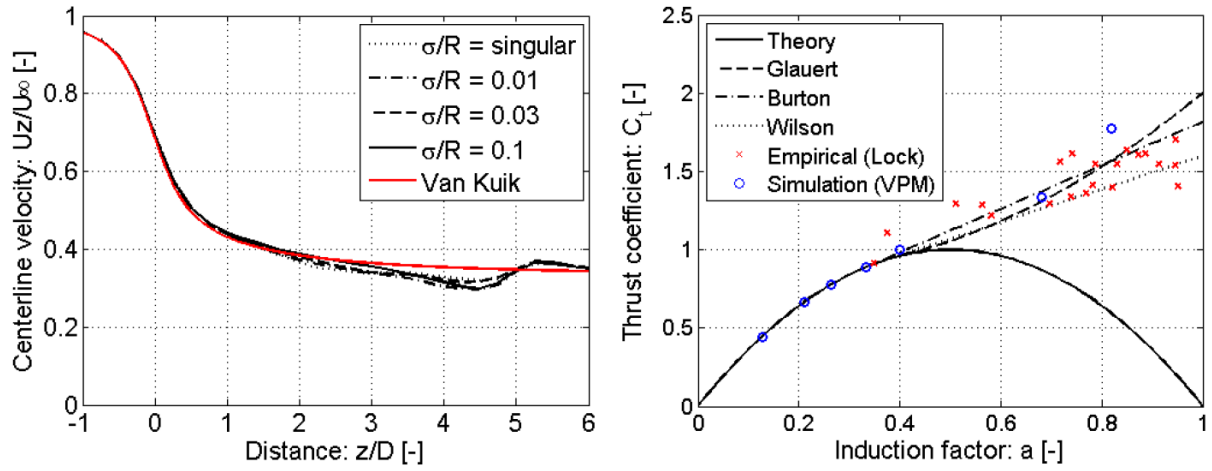 Centerline velocity: Uz/U∞ [-]
1
0.8
0.6
0.4
0.2
0
-1
0
1
2
3
4
5
6
Distance: z/D [-]
σ/R = singular
σ/R = 0.01
σ/R = 0.03
σ/R = 0.1
Van Kuik
Thrust coefficient: Ct [-]
2.5
2
1.5
1
0.5
0
0
0.2
0.4
0.6
0.8
1
Induction factor: a [-]
Theory
Glauert
Burton
Wilson
Empirical (Lock)
Simulation (VPM)